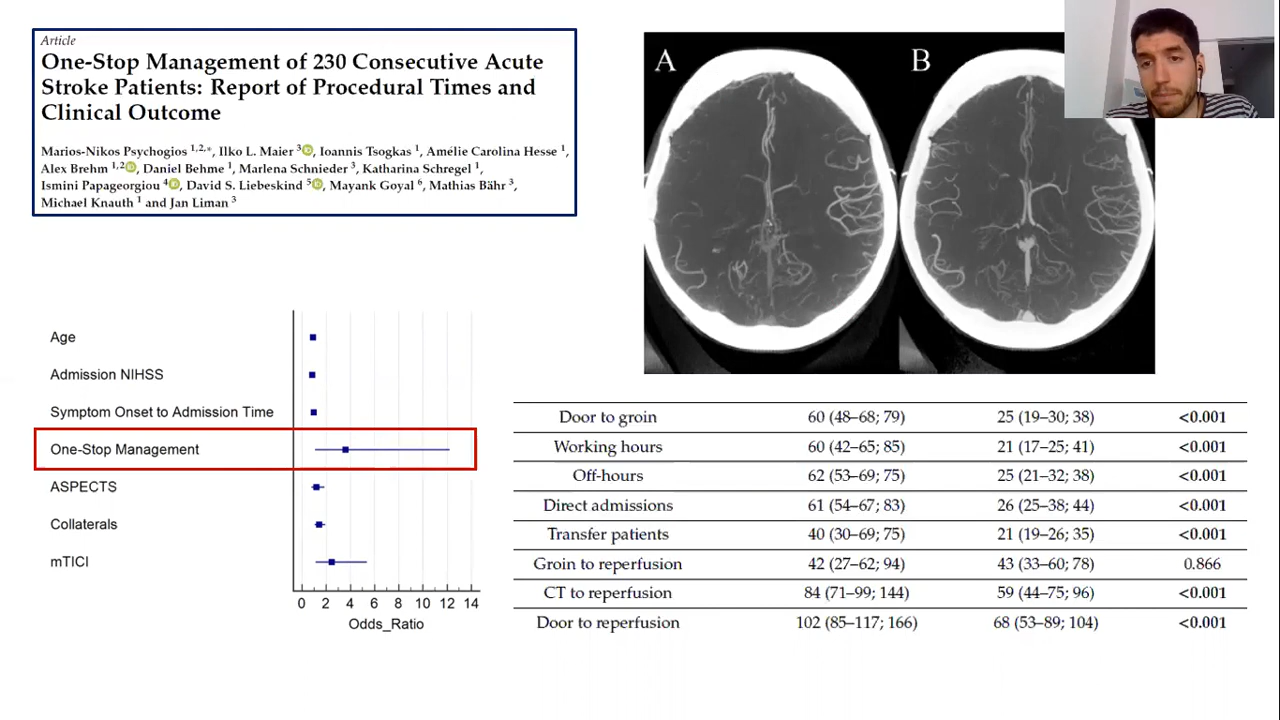 Article
One-Stop Management of 230 Consecutive Acute
Stroke Patients: Report of Procedural Times and
Clinical Outcome
Marios-Nikos Psychogios 1,2,*, Ilko L. Maier 3, Ioannis Tsogkas 1, Amélie Carolina Hesse 1,
Alex Brehm 1,2, Daniel Behme 1, Marlena Schnieder 3, Katharina Schregel 1,
Ismini Papageorgiou 4, David S. Liebeskind 5, Mayank Goyal 6, Mathias Bähr 3,
Michael Knauth 1 and Jan Liman 3
A
B
Age
Admission NIHSS
Symptom Onset to Admission Time
One-Stop Management
ASPECTS
Collaterals
mTICI
0 2 4 6 8 10 12 14
Odds_Ratio
Door to groin 60 (48–68; 79) 25 (19–30; 38) <0.001
Working hours 60 (42–65; 85) 21 (17–25; 41) <0.001
Off-hours 62 (53–69; 75) 25 (21–32; 38) <0.001
Direct admissions 61 (54–67; 83) 26 (25–38; 44) <0.001
Transfer patients 40 (30–69; 75) 21 (19–26; 35) <0.001
Groin to reperfusion 42 (27–62; 94) 43 (33–60; 78) 0.866
CT to reperfusion 84 (71–99; 144) 59 (44–75; 96) <0.001
Door to reperfusion 102 (85–117; 166) 68 (53–89; 104) <0.001